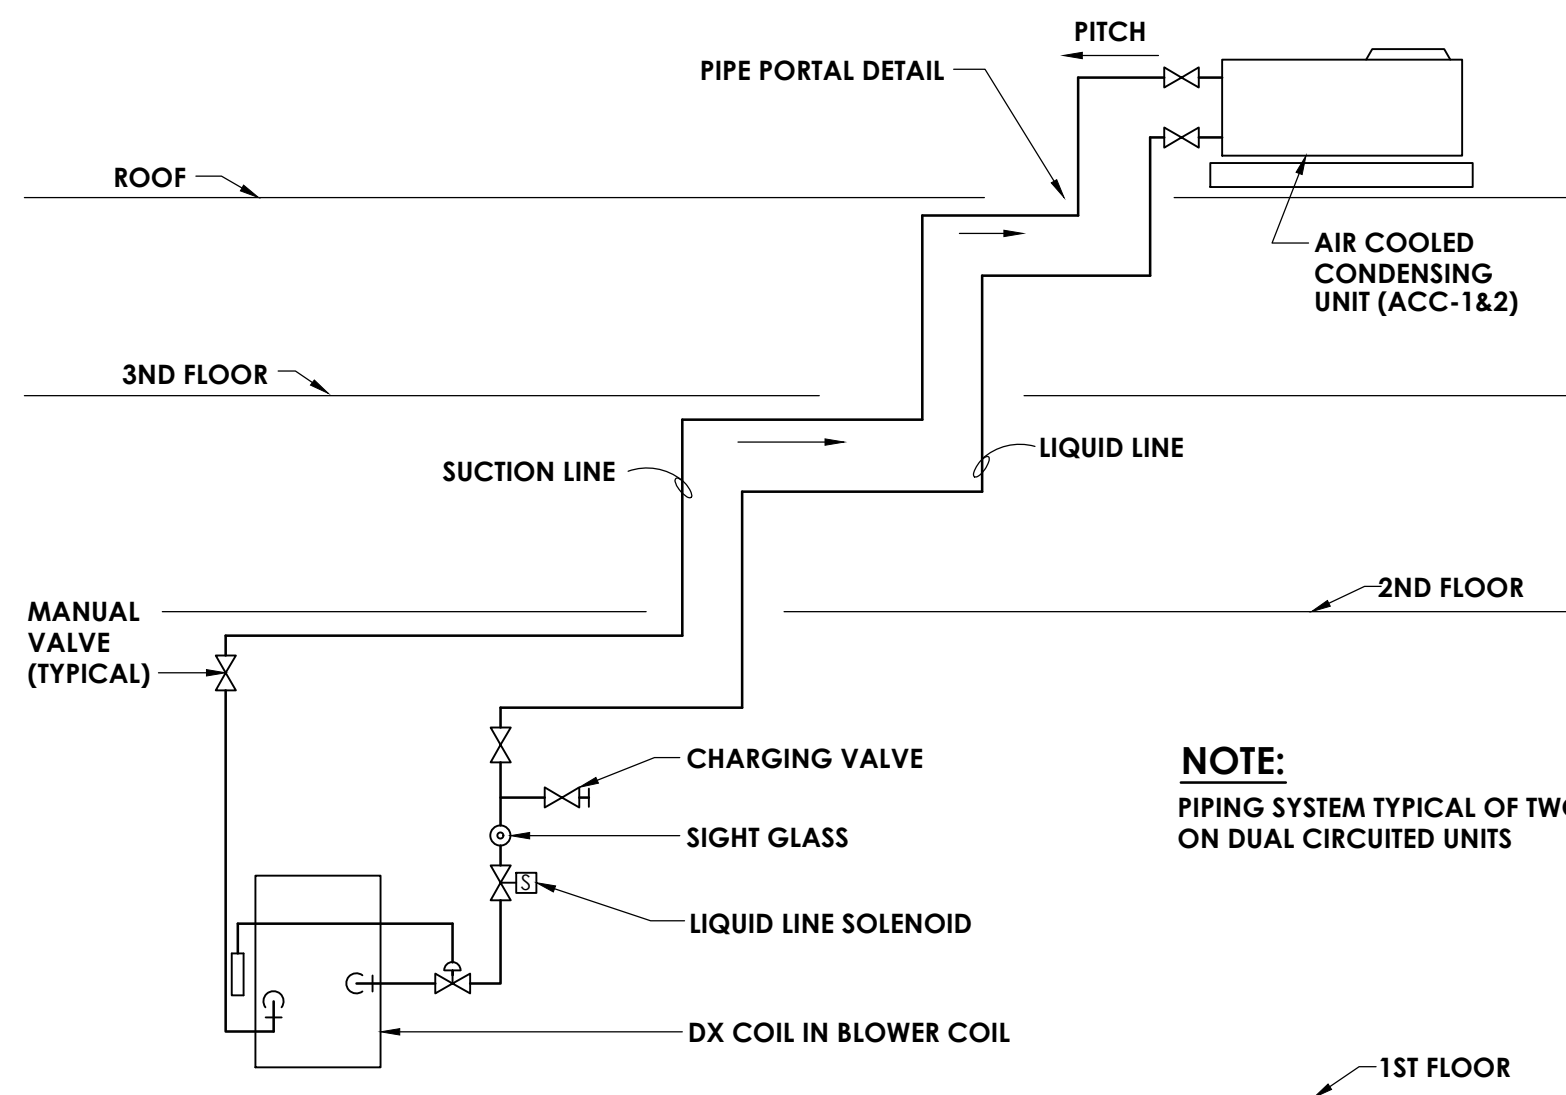 PITCH
PIPE PORTAL DETAIL
ROOF
AIR COOLED
CONDENSING
UNIT (ACC-1&2)
3ND FLOOR
LIQUID LINE
SUCTION LINE
2ND FLOOR
MANUAL
VALVE
(TYPICAL)
CHARGING VALVE
NOTE:
PIPING SYSTEM TYPICAL OF TWO
ON DUAL CIRCUITED UNITS
SIGHT GLASS
S
LIQUID LINE SOLENOID
DX COIL IN BLOWER COIL
1ST FLOOR